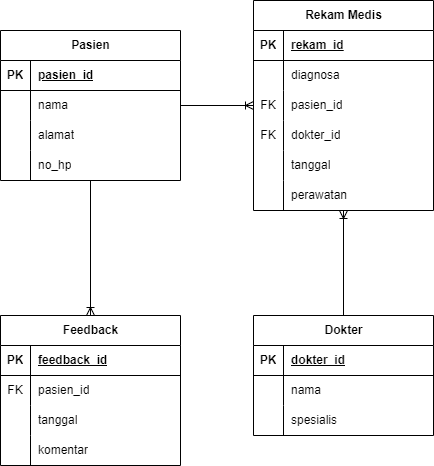 Pasien
PK pasien_id
nama
alamat
no_hp
Rekam Medis
PK rekam_id
diagnosa
FK pasien_id
FK dokter_id
tanggal
perawatan
Feedback
PK feedback_id
FK pasien_id
tanggal
komentar
Dokter
PK dokter_id
nama
spesialis